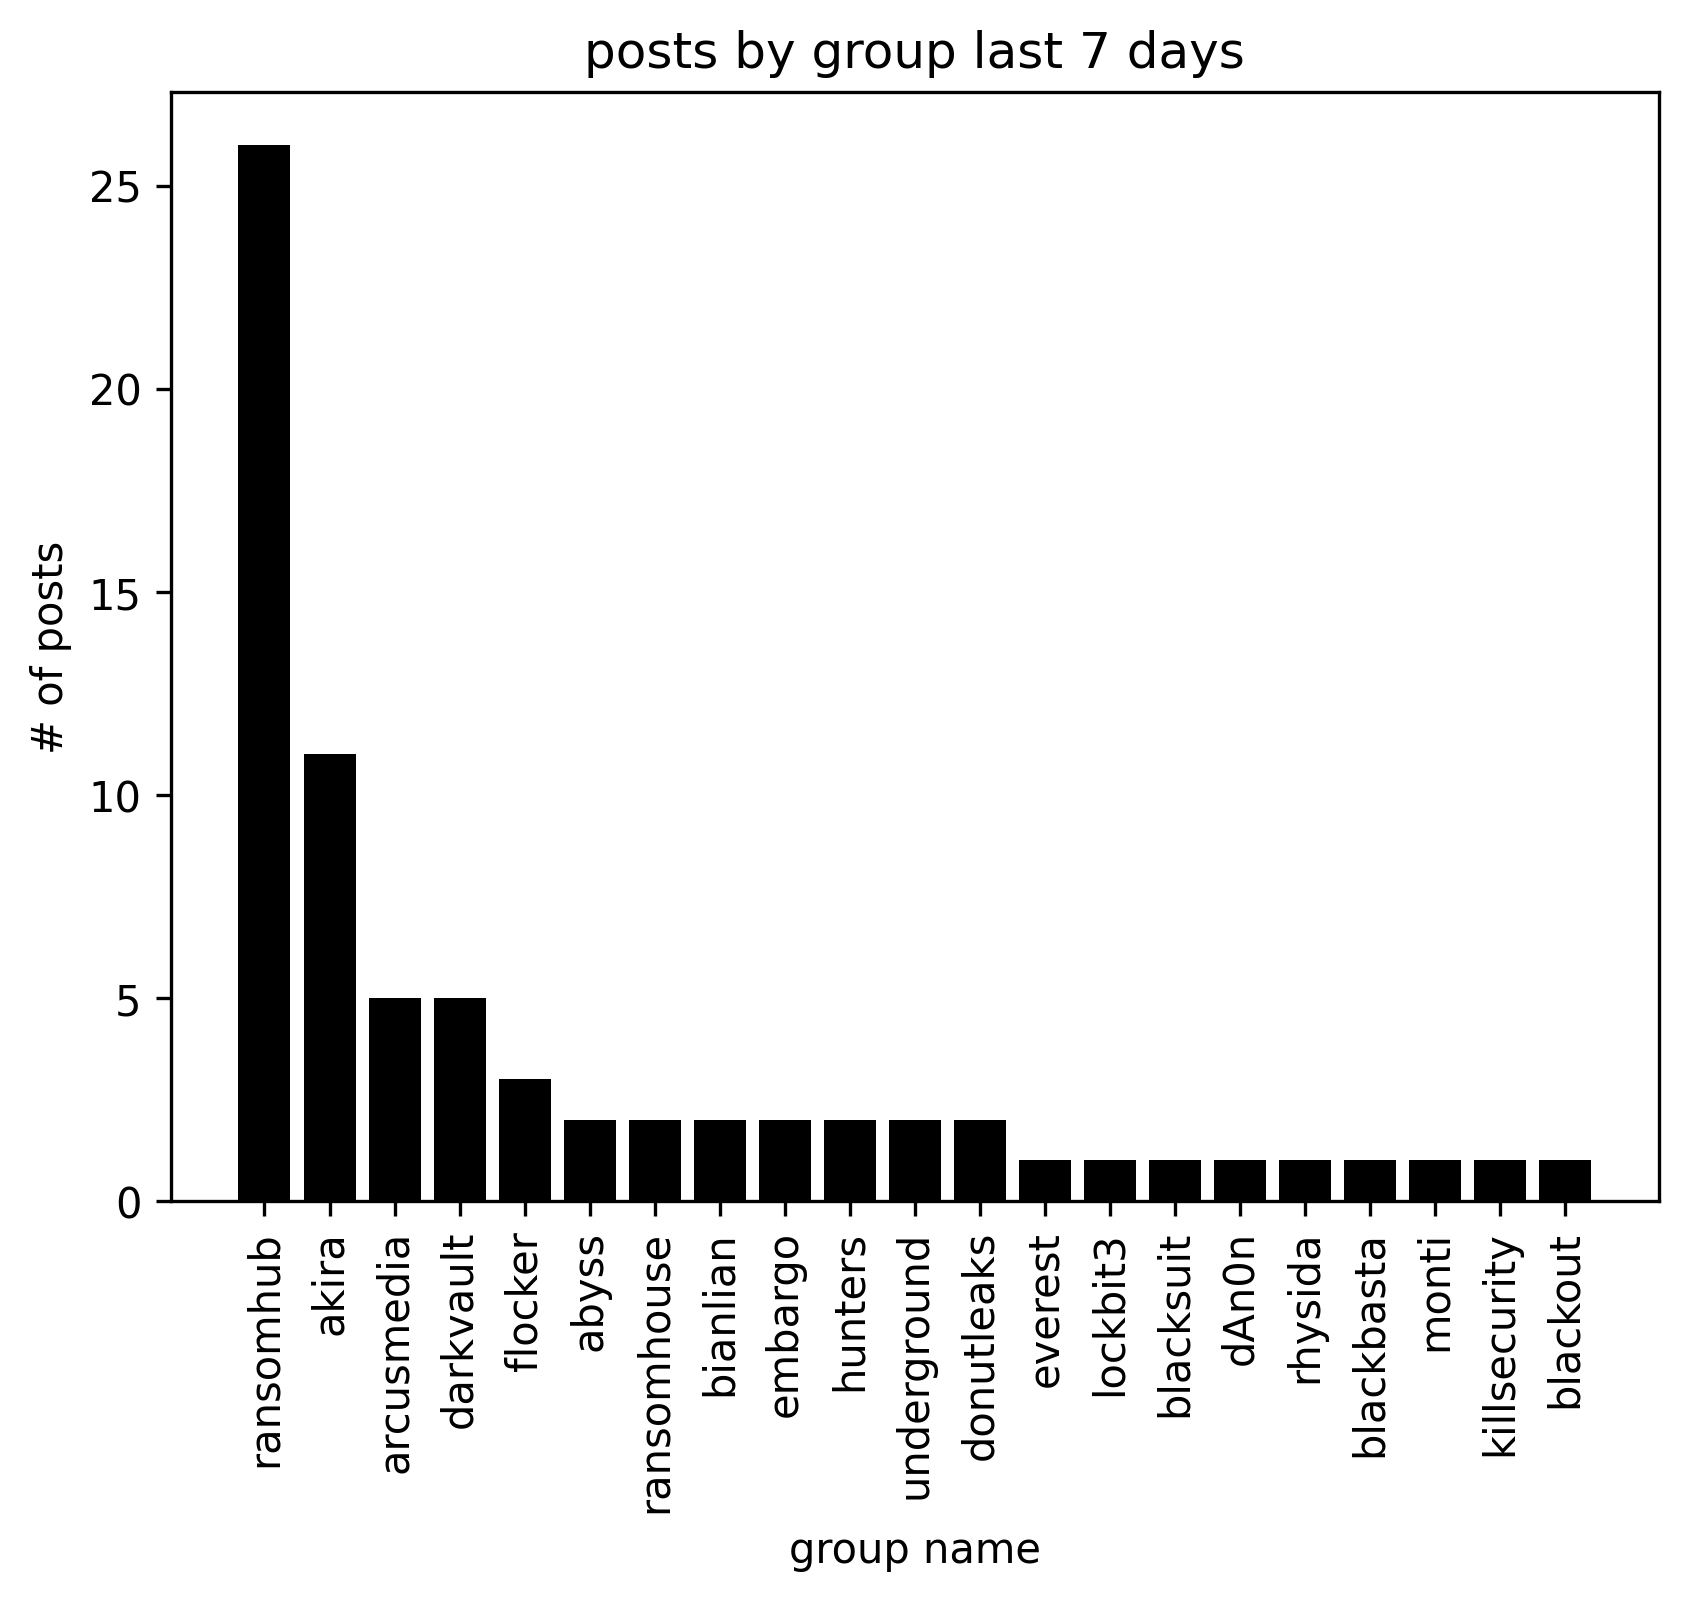 posts by group last 7 days
# of posts
25
20
15
10
5
0
ransomhub
akira
arcusmedia
darkvault
flocker
abyss
ransomhouse
bianlian
embargo
hunters
underground
donutleaks
everest
lockbit3
blacksuit
dAn0n
rhysida
blackbasta
monti
killsecurity
blackout
group name